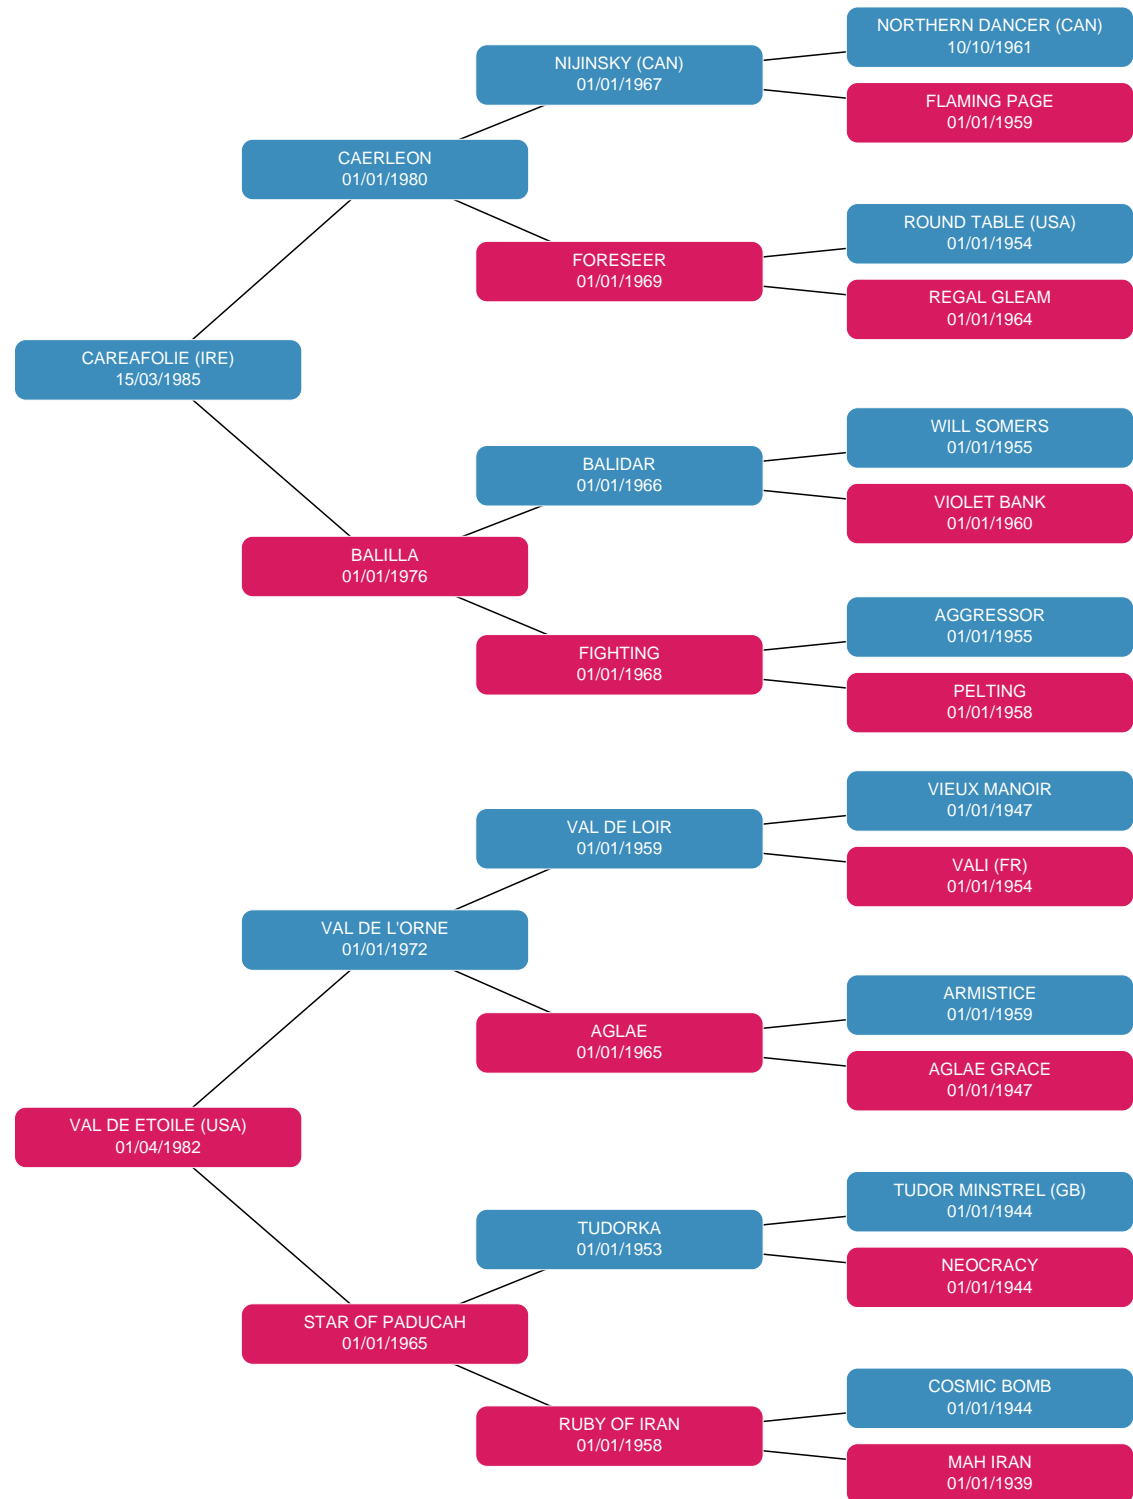 NORTHERN DANCER (CAN)
10/10/1961
NIJINSKY (CAN)
01/01/1967
FLAMING PAGE
01/01/1959
CAERLEON
01/01/1980
ROUND TABLE (USA)
01/01/1954
FORESEER
01/01/1969
REGAL GLEAM
01/01/1964
CAREAFOLIE (IRE)
15/03/1985
WILL SOMERS
01/01/1955
BALIDAR
01/01/1966
VIOLET BANK
01/01/1960
BALILLA
01/01/1976
AGGRESSOR
01/01/1955
FIGHTING
01/01/1968
PELTING
01/01/1958
VIEUX MANOIR
01/01/1947
VAL DE LOIR
01/01/1959
VALI (FR)
01/01/1954
VAL DE L'ORNE
01/01/1972
ARMISTICE
01/01/1959
AGLAE
01/01/1965
AGLAE GRACE
01/01/1947
VAL DE ETOILE (USA)
01/04/1982
TUDOR MINSTREL (GB)
01/01/1944
TUDORKA
01/01/1953
NEOCRACY
01/01/1944
STAR OF PADUCAH
01/01/1965
COSMIC BOMB
01/01/1944
RUBY OF IRAN
01/01/1958
MAH IRAN
01/01/1939